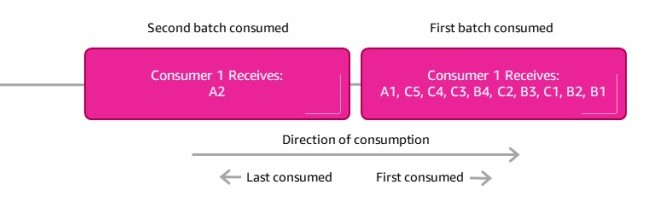 Second batch consumed
First batch consumed
Consumer 1 Receives:
A2
Consumer 1 Receives:
A1, C5, C4, C3, B4, C2, B3, C1, B2, B1
Direction of consumption
Last consumed
First consumed